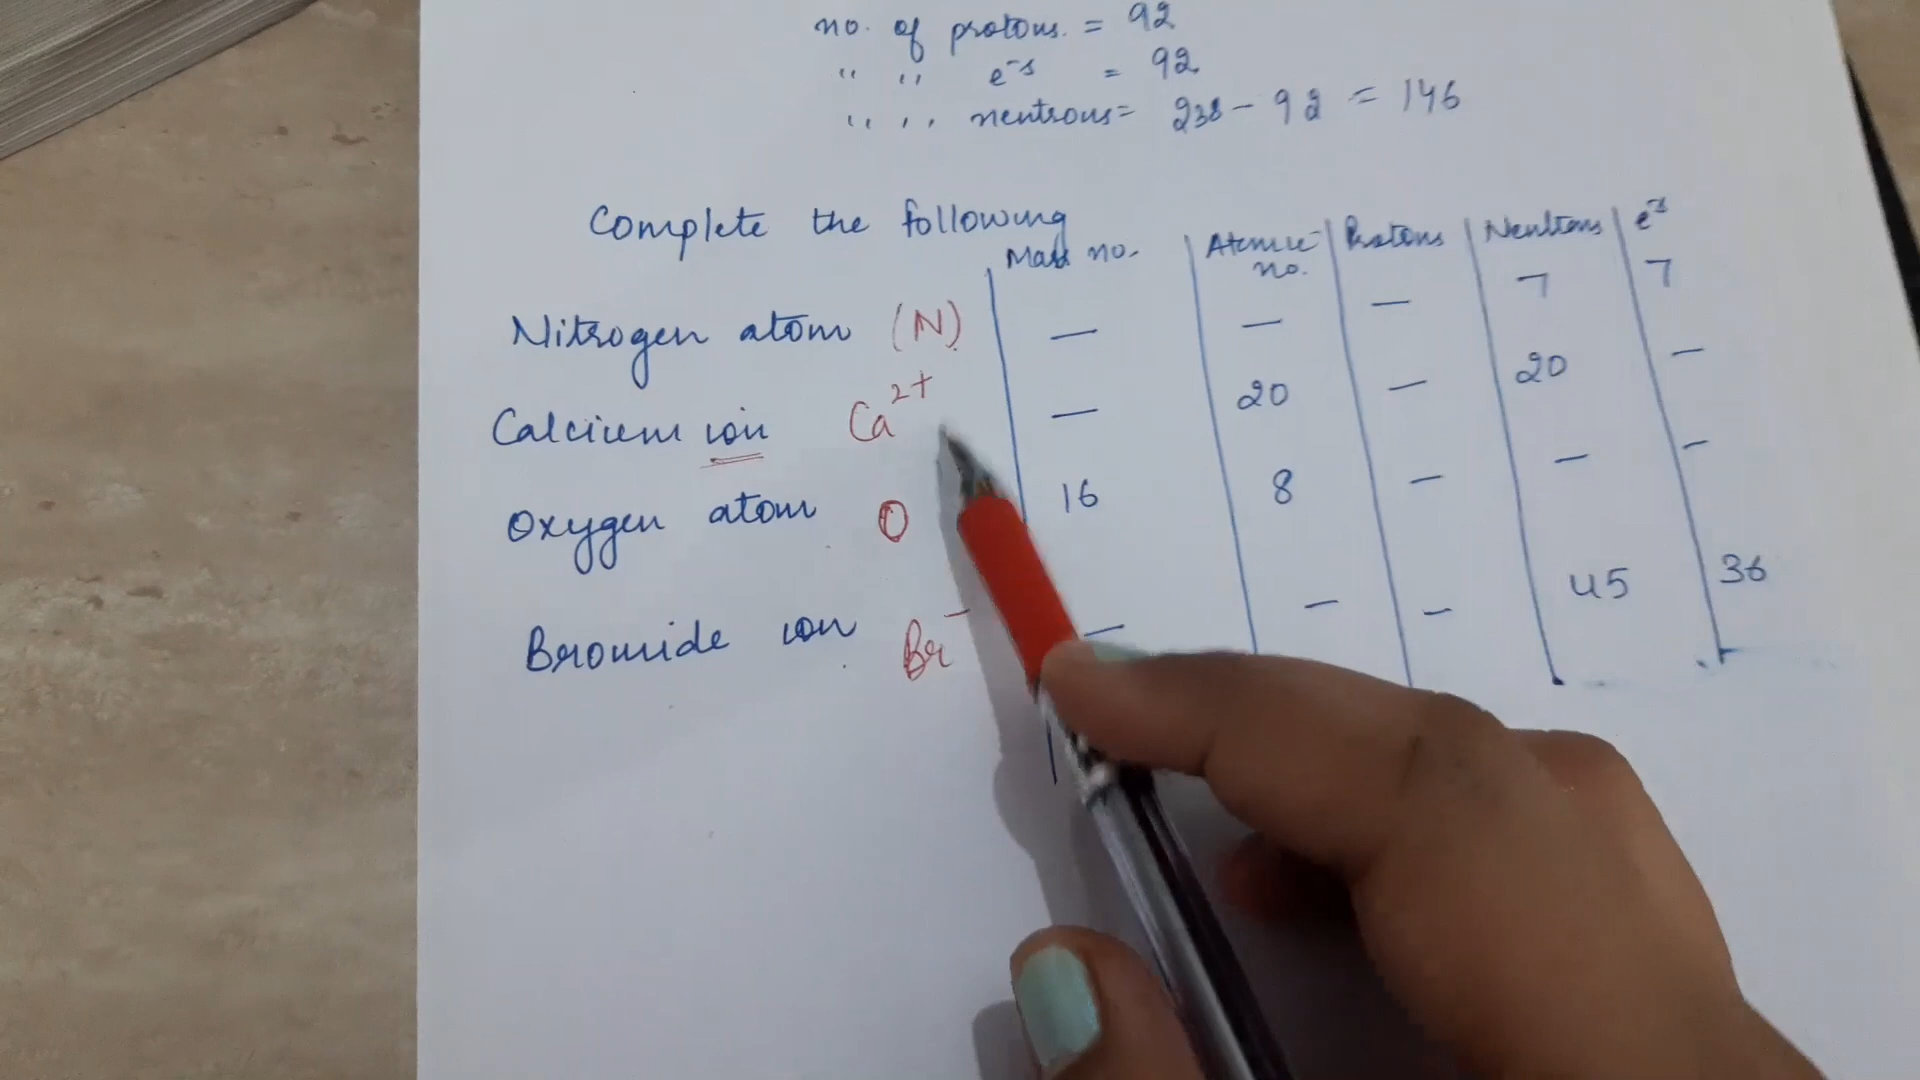 no. of protons. = 92
" " e⁻s = 92
" " neutrons = 238 - 92 = 146
Complete the following
Mass no. Atomic no. Protons Neutrons e⁻s
Nitrogen atom (N) — — — 7 7
Calcium ion Ca²⁺ — 20 — 20 —
Oxygen atom O 16 8 — — —
Bromide ion Br⁻ — — — 45 36